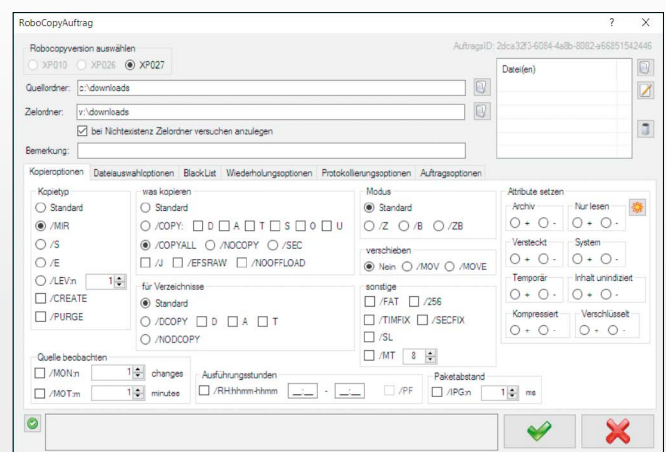 RoboCopyAuftrag ? X
AuftragsID: 2dca32f3-6084-4a8b-8082-a66851542446
Robocopyversion auswählen
XP010 XP026 XP027
Datei(en)
Quellordner: c:\downloads
Zielordner: v:\downloads
bei Nichtexistenz Zielordner versuchen anzulegen
Bemerkung:
Kopieroptionen Dateiauswahloptionen BlackList Wiederholungsoptionen Protokollierungsoptionen Auftragsoptionen
Kopietyp
Standard
/MIR
/S
/E
/LEV:n 1
/CREATE
/PURGE
was kopieren
Standard
/COPY: D A T S O U
/COPYALL /NOCOPY /SEC
/J /EFSRAW /NOOFFLOAD
für Verzeichnisse
Standard
/DCOPY D A T
/NODCOPY
Modus
Standard
/Z /B /ZB
verschieben
Nein /MOV /MOVE
sonstige
/FAT /256
/TIMFIX /SECFIX
/SL
/MT 8
Attribute setzen
Archiv Nur lesen
+ - + -
Versteckt System
+ - + -
Temporär Inhalt unindiziert
+ - + -
Kompressiert Verschlüsselt
+ - + -
Quelle beobachten
/MON:n 1 changes
/MOT:m 1 minutes
Ausführungsstunden
/RH:hhmm-hhmm __:__ - __:__ /PF
Paketabstand
/IPG:n 1 ms